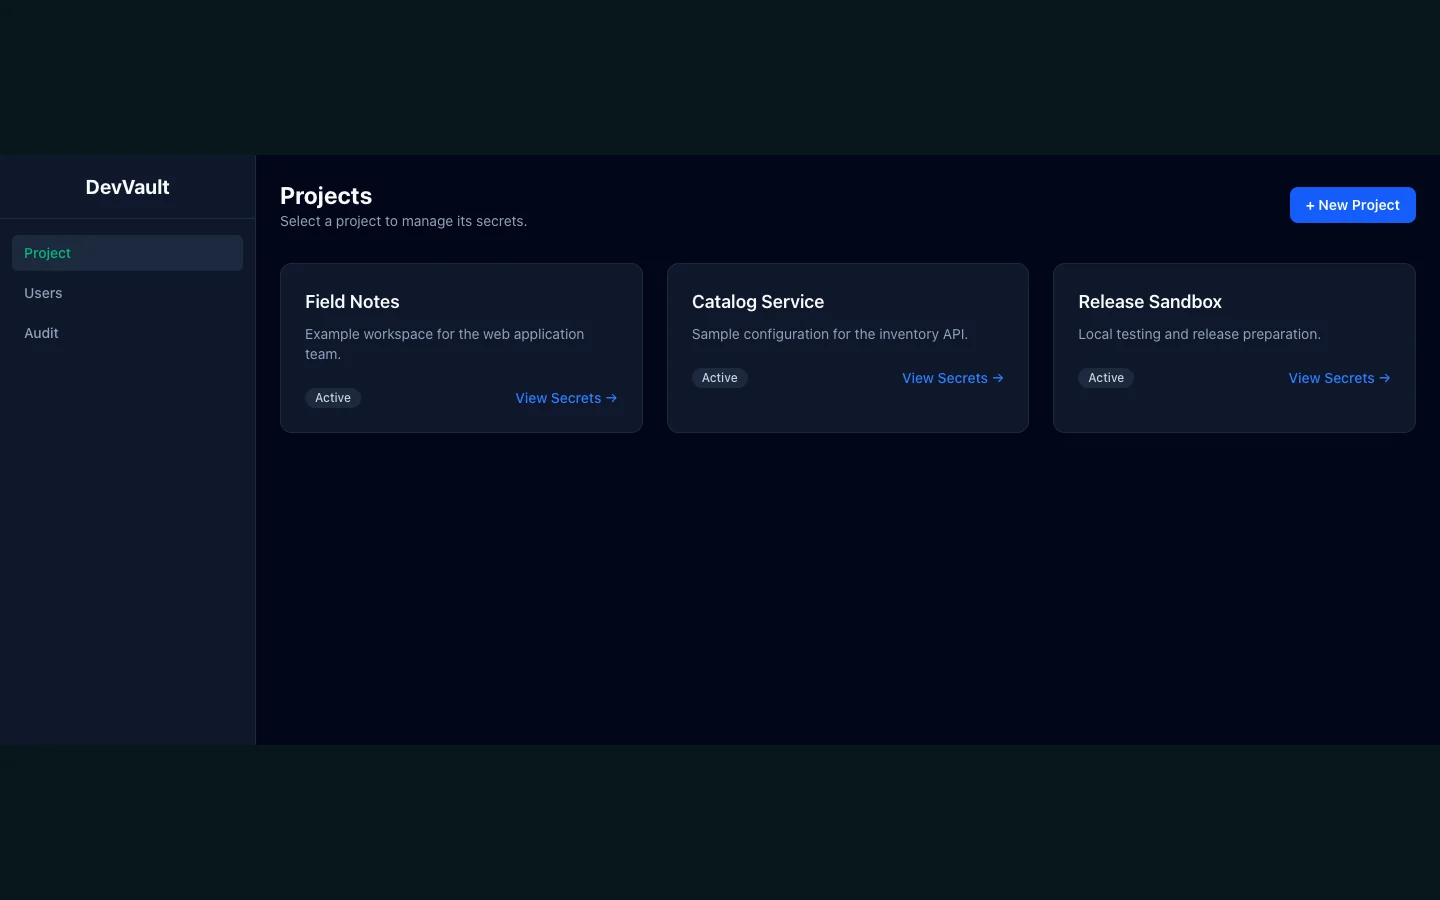 DevVault
Project
Users
Audit
Projects
Select a project to manage its secrets.
+ New Project
Field Notes
Example workspace for the web application
team.
Active
View Secrets →
Catalog Service
Sample configuration for the inventory API.
Active
View Secrets →
Release Sandbox
Local testing and release preparation.
Active
View Secrets →